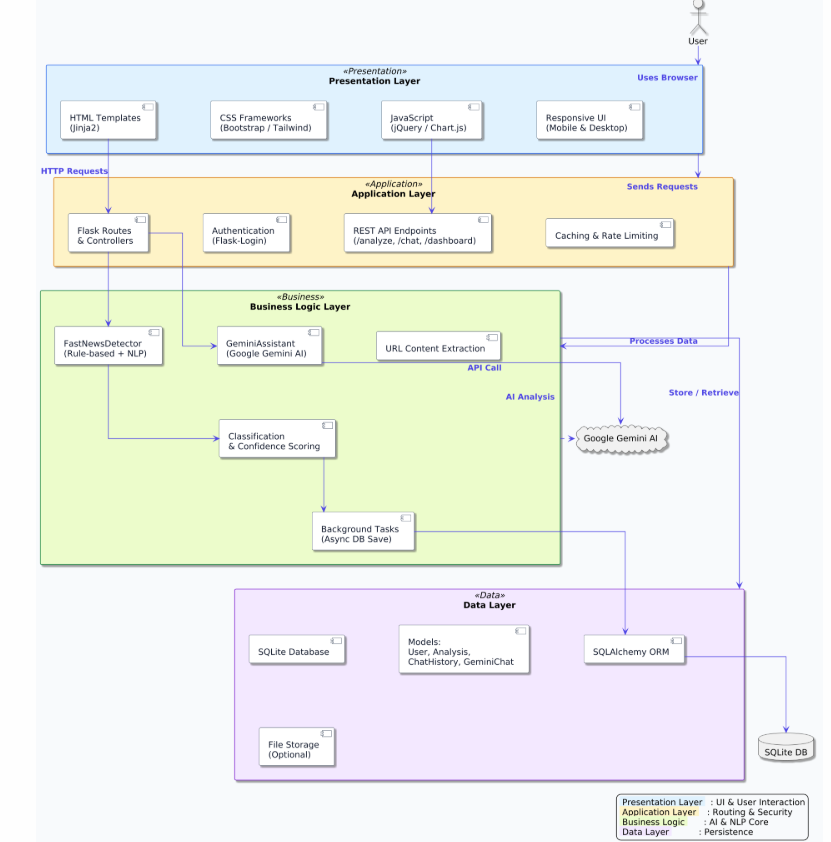 User
Uses Browser
«Presentation»
Presentation Layer
HTML Templates
(Jinja2)
CSS Frameworks
(Bootstrap / Tailwind)
JavaScript
(jQuery / Chart.js)
Responsive UI
(Mobile & Desktop)
HTTP Requests
Sends Requests
«Application»
Application Layer
Flask Routes
& Controllers
Authentication
(Flask-Login)
REST API Endpoints
(/analyze, /chat, /dashboard)
Caching & Rate Limiting
«Business»
Business Logic Layer
FastNewsDetector
(Rule-based + NLP)
GeminiAssistant
(Google Gemini AI)
URL Content Extraction
Processes Data
API Call
AI Analysis
Store / Retrieve
Google Gemini AI
Classification
& Confidence Scoring
Background Tasks
(Async DB Save)
«Data»
Data Layer
SQLite Database
Models:
User, Analysis,
ChatHistory, GeminiChat
SQLAlchemy ORM
File Storage
(Optional)
SQLite DB
Presentation Layer : UI & User Interaction
Application Layer : Routing & Security
Business Logic : AI & NLP Core
Data Layer : Persistence